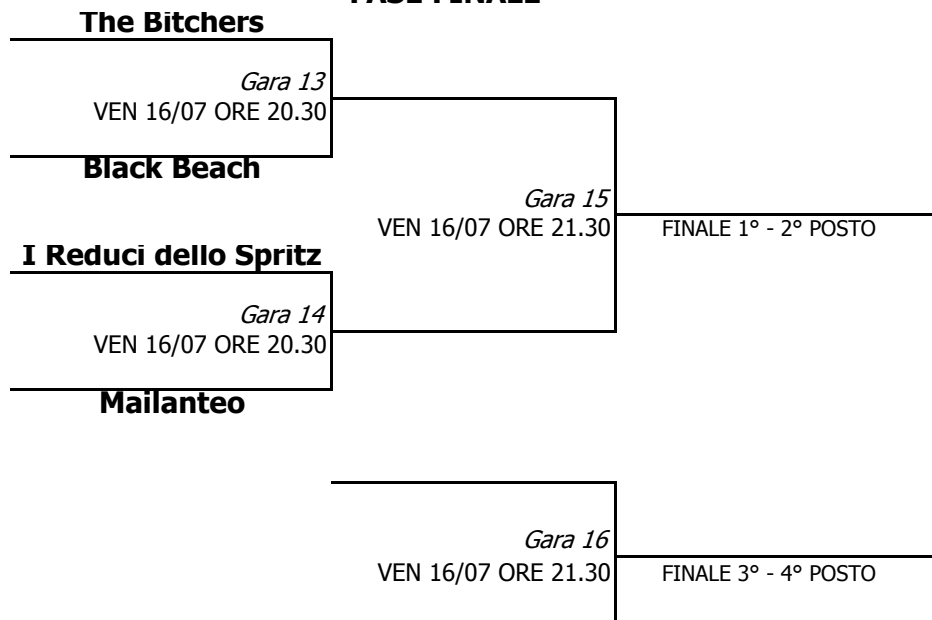 FASE FINALE
The Bitchers
Gara 13
VEN 16/07 ORE 20.30
Black Beach
Gara 15
VEN 16/07 ORE 21.30
FINALE 1° - 2° POSTO
I Reduci dello Spritz
Gara 14
VEN 16/07 ORE 20.30
Mailanteo
Gara 16
VEN 16/07 ORE 21.30
FINALE 3° - 4° POSTO